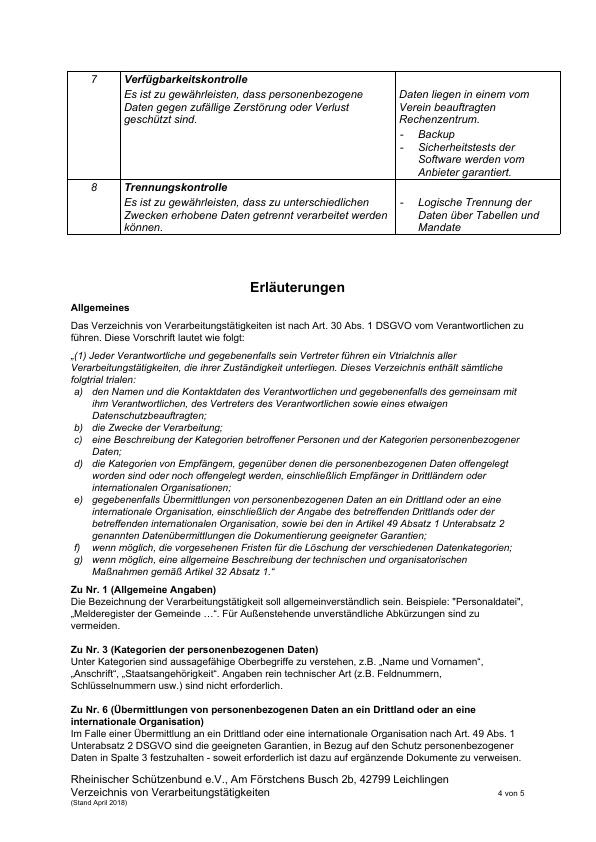 7
Verfügbarkeitskontrolle
Es ist zu gewährleisten, dass personenbezogene
Daten gegen zufällige Zerstörung oder Verlust
geschützt sind.
Daten liegen in einem vom
Verein beauftragten
Rechenzentrum.
- Backup
- Sicherheitstests der
Software werden vom
Anbieter garantiert.
8
Trennungskontrolle
Es ist zu gewährleisten, dass zu unterschiedlichen
Zwecken erhobene Daten getrennt verarbeitet werden
können.
- Logische Trennung der
Daten über Tabellen und
Mandate
Erläuterungen
Allgemeines
Das Verzeichnis von Verarbeitungstätigkeiten ist nach Art. 30 Abs. 1 DSGVO vom Verantwortlichen zu
führen. Diese Vorschrift lautet wie folgt:
„(1) Jeder Verantwortliche und gegebenenfalls sein Vertreter führen ein Vtrialchnis aller
Verarbeitungstätigkeiten, die ihrer Zuständigkeit unterliegen. Dieses Verzeichnis enthält sämtliche
folgtrial trialen:
a) den Namen und die Kontaktdaten des Verantwortlichen und gegebenenfalls des gemeinsam mit
ihm Verantwortlichen, des Vertreters des Verantwortlichen sowie eines etwaigen
Datenschutzbeauftragten;
b) die Zwecke der Verarbeitung;
c) eine Beschreibung der Kategorien betroffener Personen und der Kategorien personenbezogener
Daten;
d) die Kategorien von Empfängern, gegenüber denen die personenbezogenen Daten offengelegt
worden sind oder noch offengelegt werden, einschließlich Empfänger in Drittländern oder
internationalen Organisationen;
e) gegebenenfalls Übermittlungen von personenbezogenen Daten an ein Drittland oder an eine
internationale Organisation, einschließlich der Angabe des betreffenden Drittlands oder der
betreffenden internationalen Organisation, sowie bei den in Artikel 49 Absatz 1 Unterabsatz 2
genannten Datenübermittlungen die Dokumentierung geeigneter Garantien;
f) wenn möglich, die vorgesehenen Fristen für die Löschung der verschiedenen Datenkategorien;
g) wenn möglich, eine allgemeine Beschreibung der technischen und organisatorischen
Maßnahmen gemäß Artikel 32 Absatz 1.“
Zu Nr. 1 (Allgemeine Angaben)
Die Bezeichnung der Verarbeitungstätigkeit soll allgemeinverständlich sein. Beispiele: "Personaldatei",
„Melderegister der Gemeinde …“. Für Außenstehende unverständliche Abkürzungen sind zu
vermeiden.
Zu Nr. 3 (Kategorien der personenbezogenen Daten)
Unter Kategorien sind aussagefähige Oberbegriffe zu verstehen, z.B. „Name und Vornamen“,
„Anschrift“, „Staatsangehörigkeit“. Angaben rein technischer Art (z.B. Feldnummern,
Schlüsselnummern usw.) sind nicht erforderlich.
Zu Nr. 6 (Übermittlungen von personenbezogenen Daten an ein Drittland oder an eine
internationale Organisation)
Im Falle einer Übermittlung an ein Drittland oder eine internationale Organisation nach Art. 49 Abs. 1
Unterabsatz 2 DSGVO sind die geeigneten Garantien, in Bezug auf den Schutz personenbezogener
Daten in Spalte 3 festzuhalten - soweit erforderlich ist dazu auf ergänzende Dokumente zu verweisen.
Rheinischer Schützenbund e.V., Am Förstchens Busch 2b, 42799 Leichlingen
Verzeichnis von Verarbeitungstätigkeiten 4 von 5
(Stand April 2018)